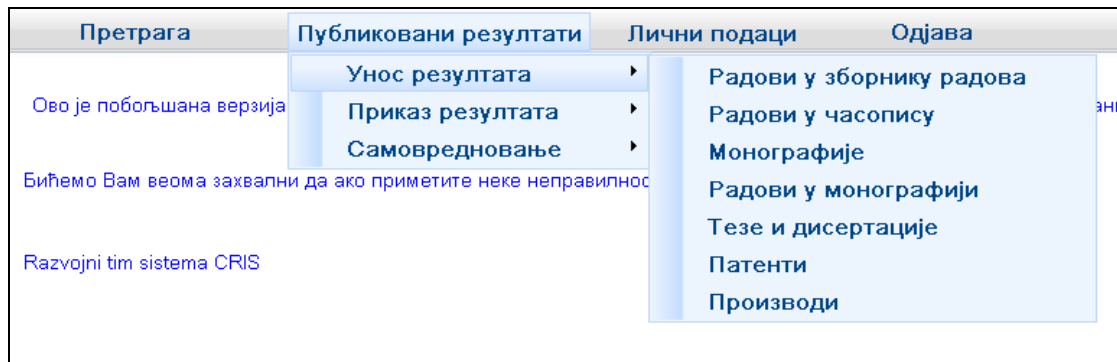 Претрага Публиковани резултати Лични подаци Одјава
Унос резултата
Приказ резултата
Самовредновање
Радови у зборнику радова
Радови у часопису
Монографије
Радови у монографији
Тезе и дисертације
Патенти
Производи
Ово је побољшана верзија
Бићемо Вам веома захвални да ако приметите неке
Razvojni tim sistema CRIS